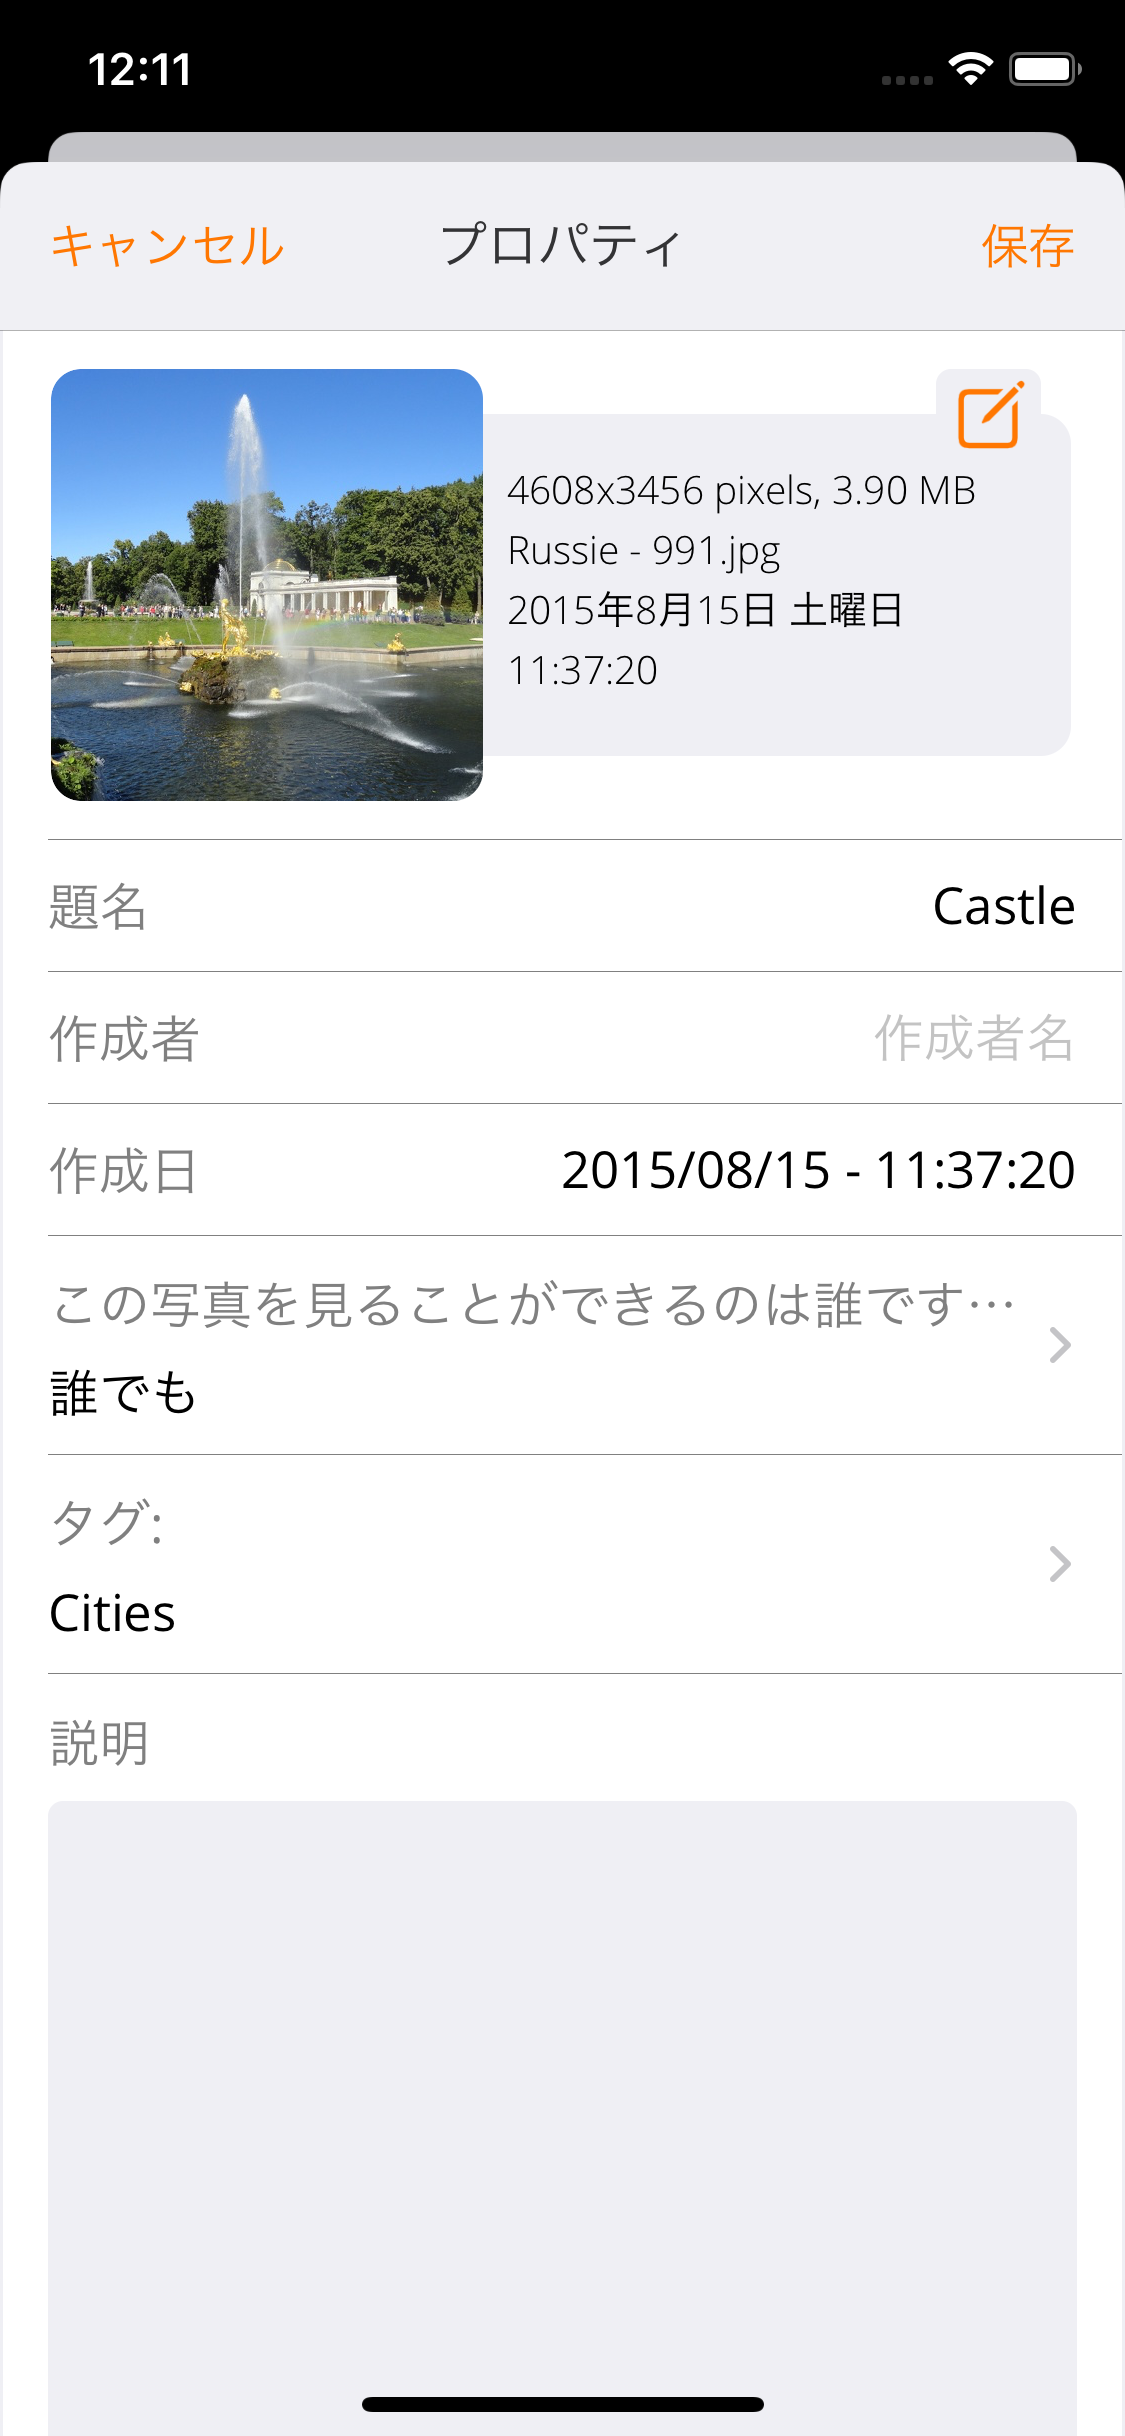 12:11
キャンセル プロパティ 保存
4608x3456 pixels, 3.90 MB
Russie - 991.jpg
2015年8月15日 土曜日
11:37:20
題名 Castle
作成者 作成者名
作成日 2015/08/15 - 11:37:20
この写真を見ることができるのは誰です…
誰でも
タグ:
Cities
説明